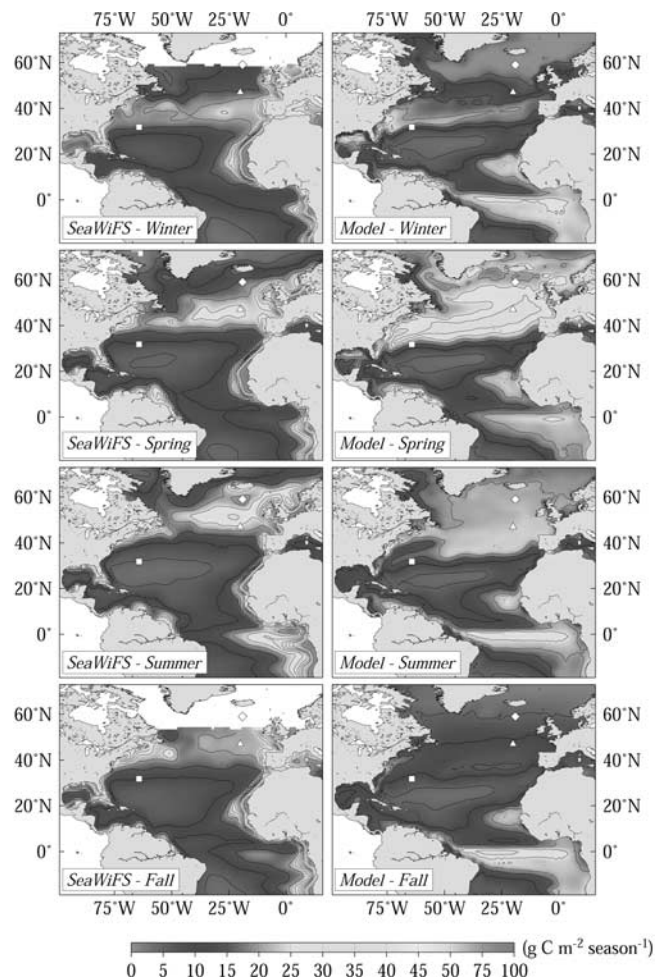 75°W 50°W 25°W 0° 75°W 50°W 25°W 0°
60°N 60°N
40°N 40°N
20°N 20°N
0° 0°
SeaWiFS - Winter Model - Winter
60°N 60°N
40°N 40°N
20°N 20°N
0° 0°
SeaWiFS - Spring Model - Spring
60°N 60°N
40°N 40°N
20°N 20°N
0° 0°
SeaWiFS - Summer Model - Summer
60°N 60°N
40°N 40°N
20°N 20°N
0° 0°
SeaWiFS - Fall Model - Fall
75°W 50°W 25°W 0° 75°W 50°W 25°W 0°
(g C m⁻² season⁻¹)
0 5 10 15 20 25 30 35 45 50 75 100